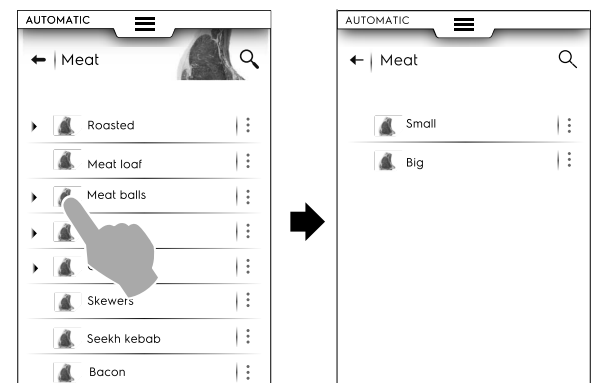 AUTOMATIC
Meat
Roasted
Meat loaf
Meat balls
Skewers
Seekh kebab
Bacon
AUTOMATIC
Meat
Small
Big